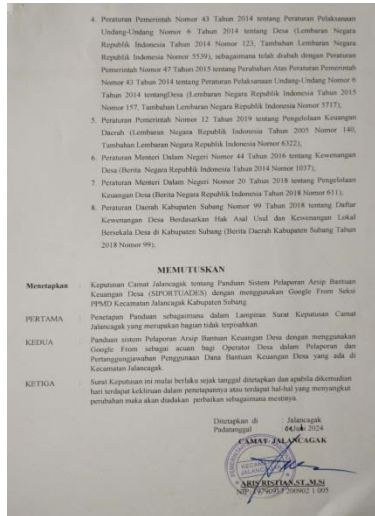 4. Peraturan Pemerintah Nomor 43 Tahun 2014 tentang Peraturan Pelaksanaan
Undang-Undang Nomor 6 Tahun 2014 tentang Desa (Lembaran Negara
Republik Indonesia Tahun 2014 Nomor 123, Tambahan Lembaran Negara
Republik Indonesia Nomor 5539), sebagaimana telah diubah dengan Peraturan
Pemerintah Nomor 47 Tahun 2015 tentang Perubahan Atas Peraturan Pemerintah
Nomor 43 Tahun 2014 tentang Peraturan Pelaksanaan Undang-Undang Nomor 6
Tahun 2014 tentangDesa (Lembaran Negara Republik Indonesia Tahun 2015
Nomor 157, Tambahan Lembaran Negara Republik Indonesia Nomor 5717);
5. Peraturan Pemerintah Nomor 12 Tahun 2019 tentang Pengelolaan Keuangan
Daerah (Lembaran Negara Republik Indonesia Tahun 2005 Nomor 140,
Tambahan Lembaran Negara Republik Indonesia Nomor 6322);
6. Peraturan Menteri Dalam Negeri Nomor 44 Tahun 2016 tentang Kewenangan
Desa (Berita Negara Republik Indonesia Tahun 2014 Nomor 1037);
7. Peraturan Menteri Dalam Negeri Nomor 20 Tahun 2018 tentang Pengelolaan
Keuangan Desa (Berita Negara Republik Indonesia Tahun 2018 Nomor 611);
8. Peraturan Daerah Kabupaten Subang Nomor 99 Tahun 2018 tentang Daftar
Kewenangan Desa Berdasarkan Hak Asal Usul dan Kewenangan Lokal
Bersekala Desa di Kabupaten Subang (Berita Daerah Kabupaten Subang Tahun
2018 Nomor 99);
MEMUTUSKAN
Menetapkan : Keputusan Camat Jalancagak tentang Panduan Sistem Pelaporan Arsip Bantuan
Keuangan Desa (SIPORTUADES) dengan menggunakan Google From Seksi
PPMD Kecamatan Jalancagak Kabupaten Subang.
PERTAMA : Penetapan Panduan sebagaimana dalam Lampiran Surat Keputusan Camat
Jalancagak yang merupakan bagian tidak terpisahkan.
KEDUA : Panduan sistem Pelaporan Arsip Bantuan Keuangan Desa dengan menggunakan
Google From sebagai acuan bagi Operator Desa dalam Pelaporan dan
Pertanggungjawaban Penggunaan Dana Bantuan Keuangan Desa yang ada di
Kecamatan Jalancagak.
KETIGA : Surat Keputusan ini mulai berlaku sejak tanggal ditetapkan dan apabila dikemudian
hari terdapat kekliruan dalam penetapannya atau terdapat hal-hal yang menyangkut
perubahan maka akan diadakan perbaikan sebagaimana mestinya.
Ditetapkan di : Jalancagak
Padatanggal : Juli 2024
CAMAT JALANCAGAK
ARIS RISTIAN,ST.,M,Si
NIP. 200902 1 005